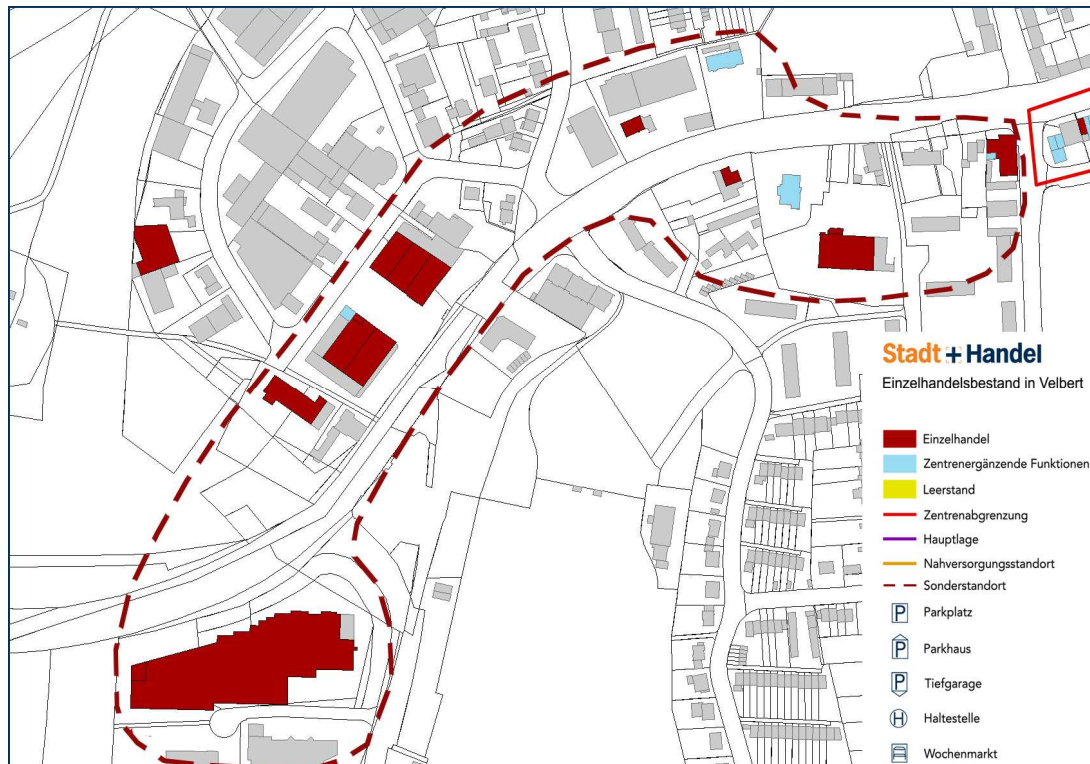 Stadt + Handel
Einzelhandelsbestand in Velbert
Einzelhandel
Zentrenergänzende Funktionen
Leerstand
Zentrenabgrenzung
Hauptlage
Nahversorgungsstandort
Sonderstandort
P Parkplatz
P Parkhaus
P Tiefgarage
H Haltestelle
Wochenmarkt